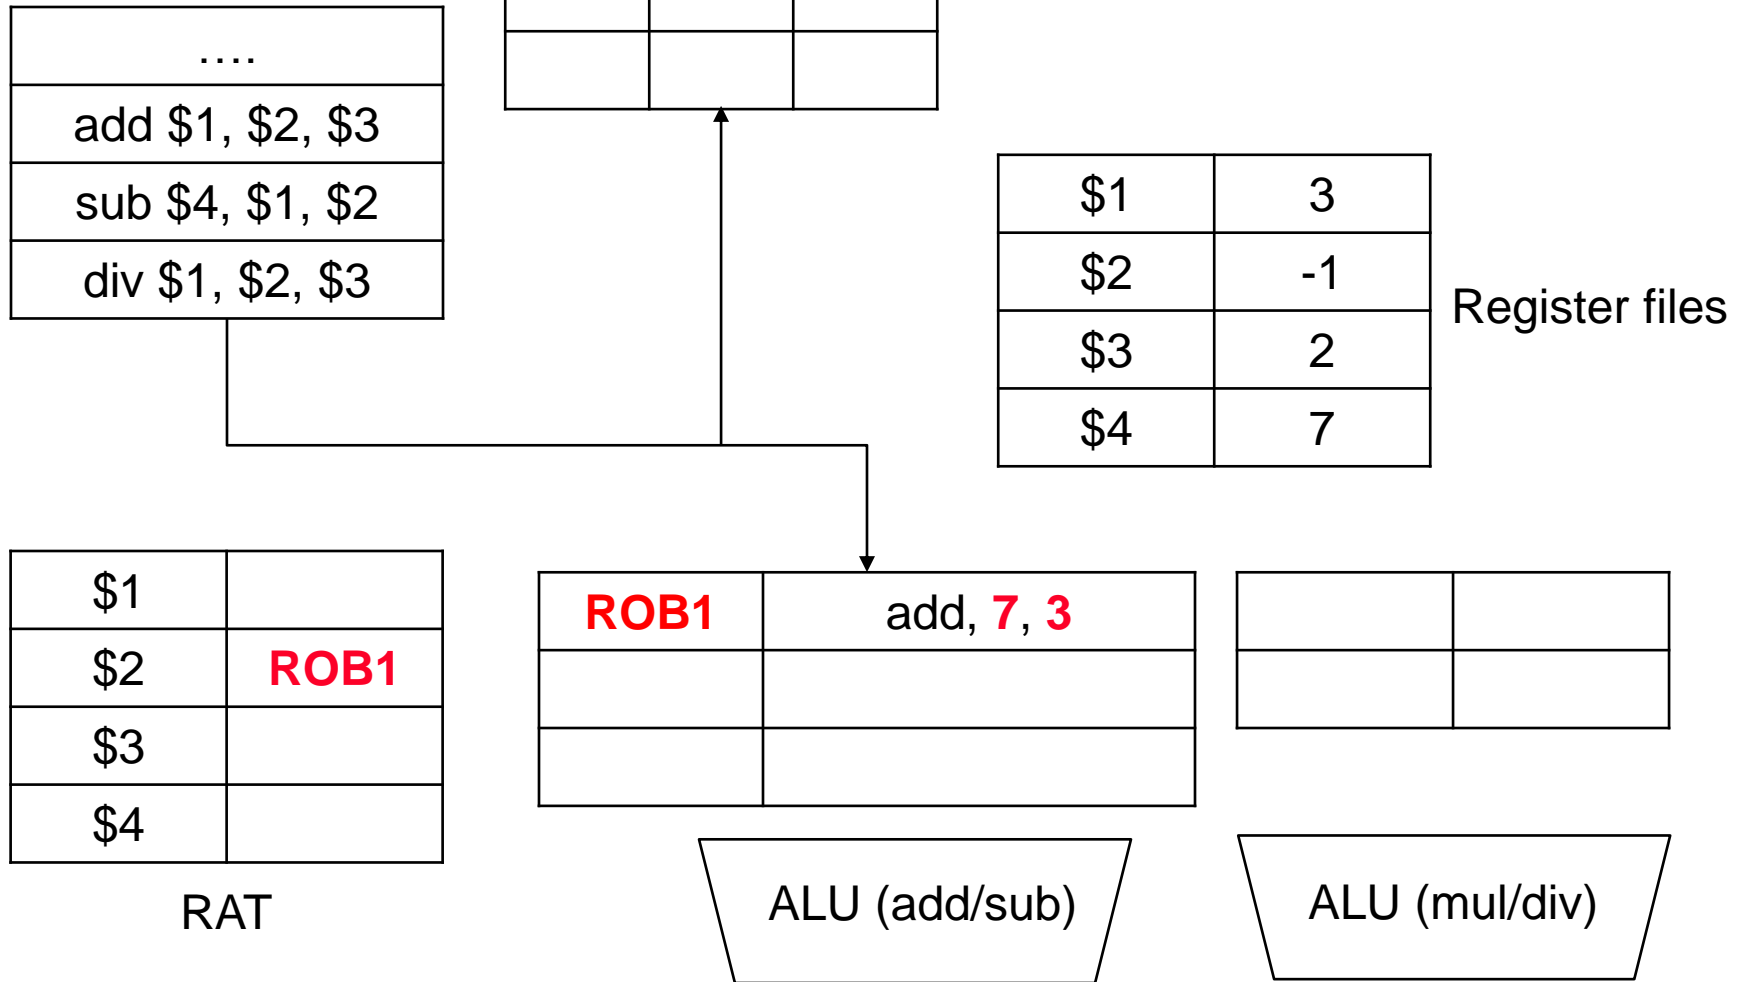 ….
add $1, $2, $3
sub $4, $1, $2
div $1, $2, $3
$1 3
$2 -1
$3 2
$4 7
Register files
$1
$2 ROB1
$3
$4
RAT
ROB1 add, 7, 3
ALU (add/sub)
ALU (mul/div)